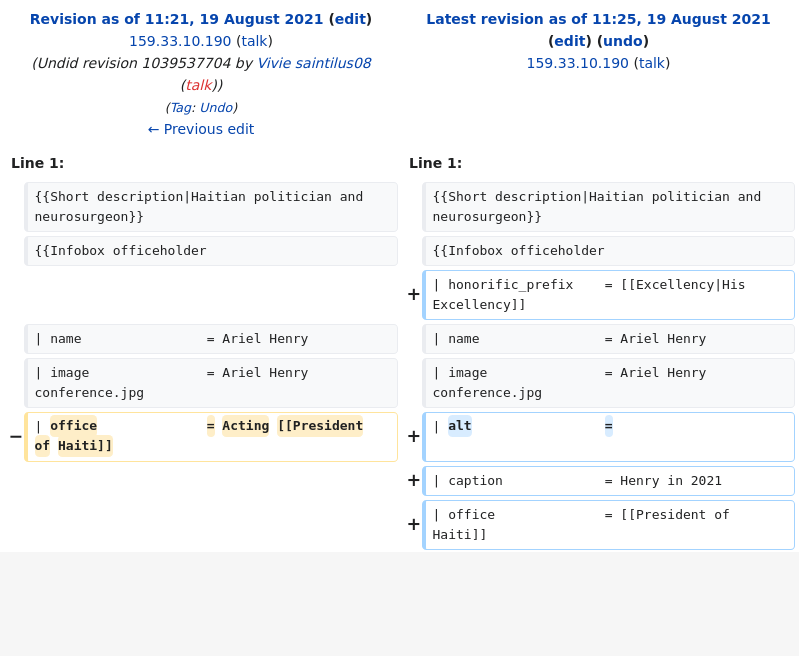 Revision as of 11:21, 19 August 2021 (edit)
159.33.10.190 (talk)
(Undid revision 1039537704 by Vivie saintilus08
(talk))
(Tag: Undo)
← Previous edit
Latest revision as of 11:25, 19 August 2021
(edit) (undo)
159.33.10.190 (talk)
Line 1:
Line 1:
{{Short description|Haitian politician and
neurosurgeon}}
{{Short description|Haitian politician and
neurosurgeon}}
{{Infobox officeholder
{{Infobox officeholder
+ | honorific_prefix    = [[Excellency|His
Excellency]]
| name                = Ariel Henry
| name                = Ariel Henry
| image               = Ariel Henry
conference.jpg
| image               = Ariel Henry
conference.jpg
− | office              = Acting [[President
of Haiti]]
+ | alt                 =
+ | caption             = Henry in 2021
+ | office              = [[President of
Haiti]]